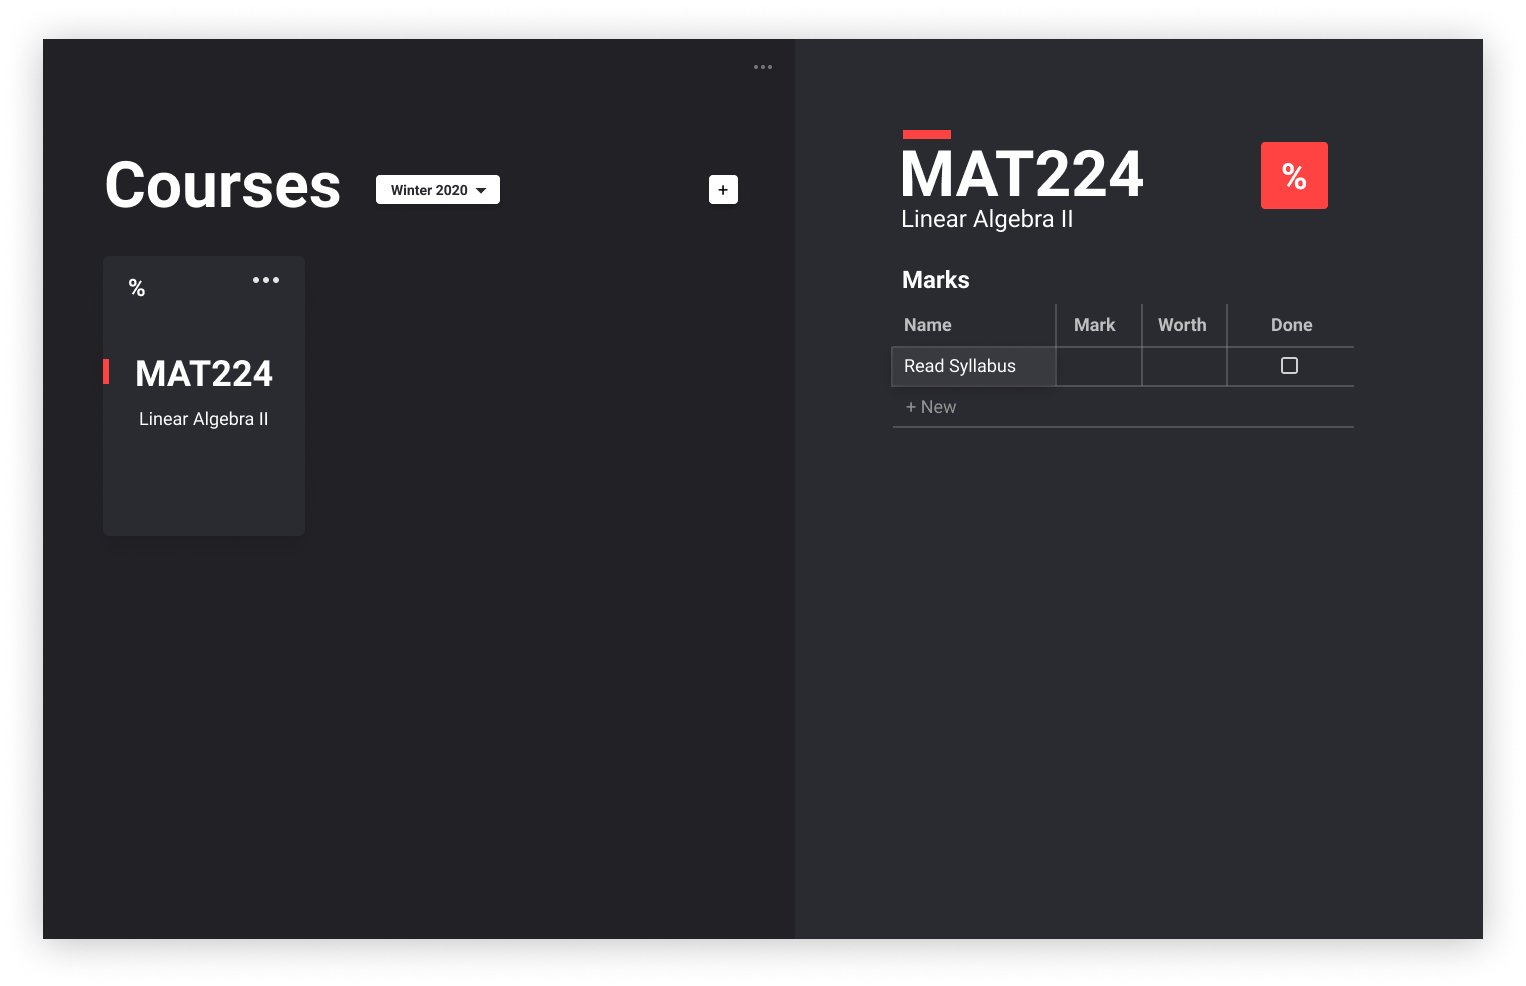 Courses
Winter 2020
+
%
MAT224
Linear Algebra II
MAT224
Linear Algebra II
%
Marks
Name Mark Worth Done
Read Syllabus
+ New